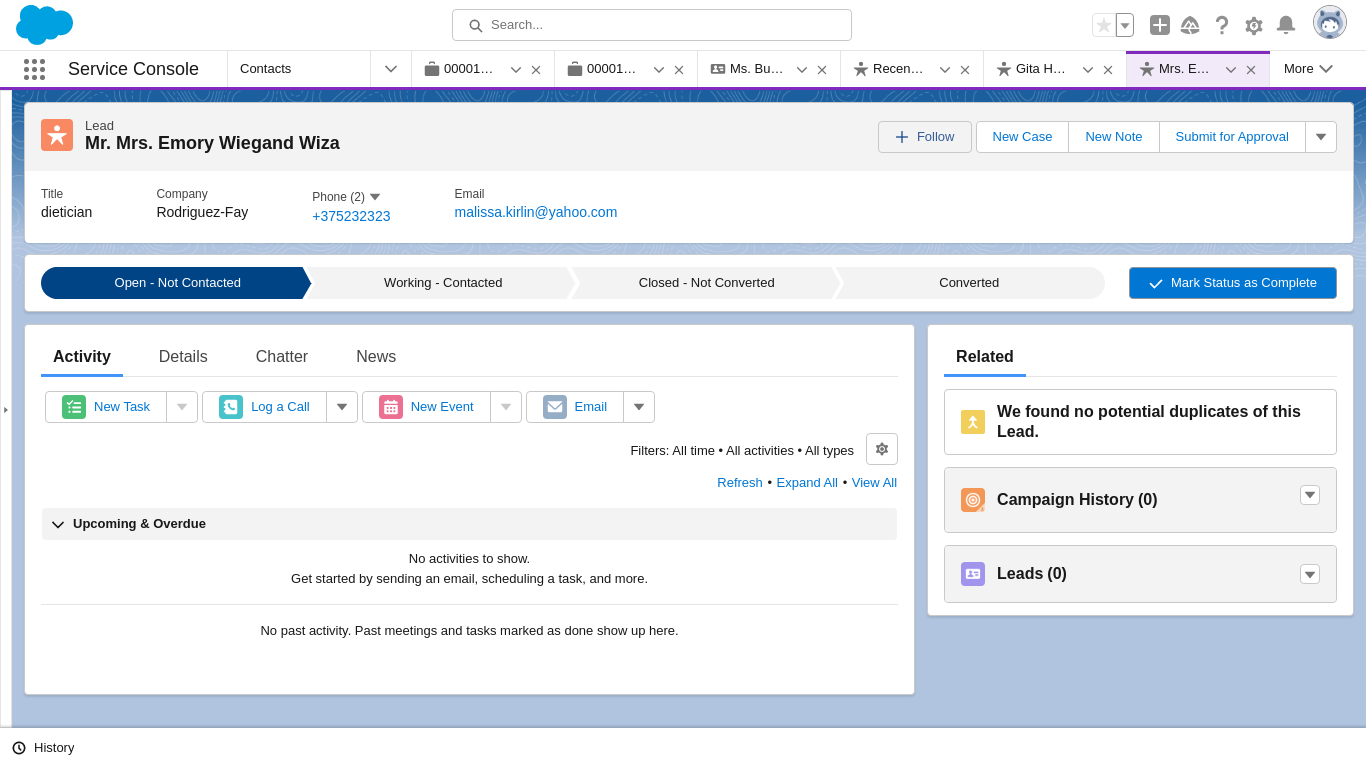 Search...
Service Console
Contacts
00001...
00001...
Ms. Bu...
Recen...
Gita H...
Mrs. E...
More
Lead
Mr. Mrs. Emory Wiegand Wiza
Follow
New Case
New Note
Submit for Approval
Title
dietician
Company
Rodriguez-Fay
Phone (2)
+375232323
Email
malissa.kirlin@yahoo.com
Open - Not Contacted
Working - Contacted
Closed - Not Converted
Converted
Mark Status as Complete
Activity
Details
Chatter
News
New Task
Log a Call
New Event
Email
Filters: All time • All activities • All types
Refresh • Expand All • View All
Upcoming & Overdue
No activities to show.
Get started by sending an email, scheduling a task, and more.
No past activity. Past meetings and tasks marked as done show up here.
Related
We found no potential duplicates of this
Lead.
Campaign History (0)
Leads (0)
History